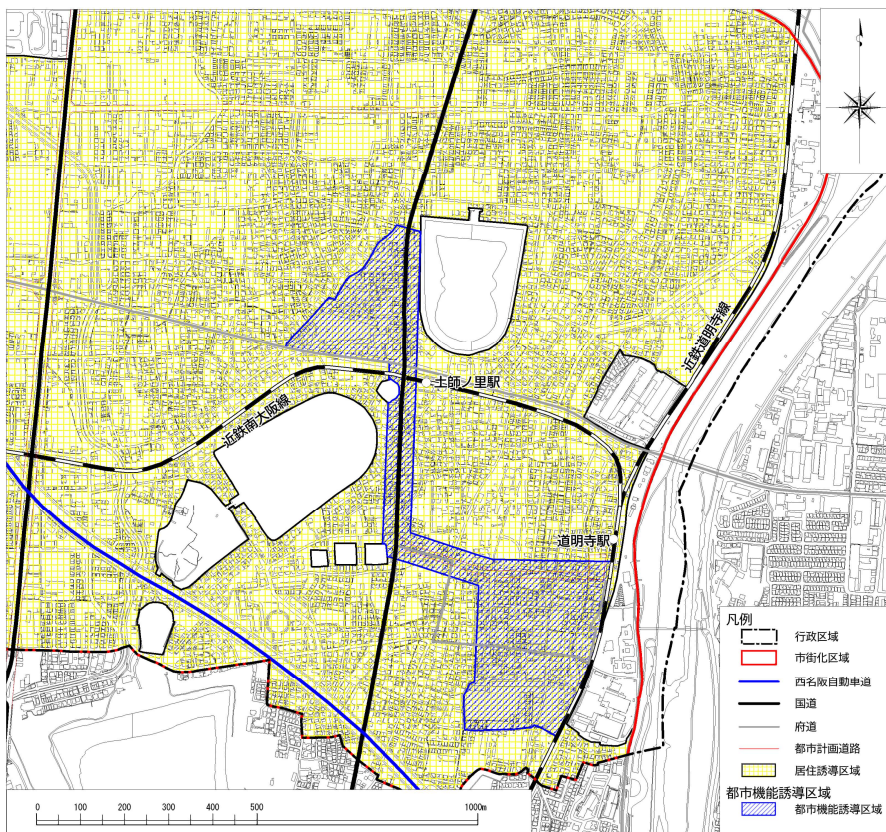 近鉄道明寺線
土師ノ里駅
近鉄南大阪線
道明寺駅
凡例
行政区域
市街化区域
西名阪自動車道
国道
府道
都市計画道路
居住誘導区域
都市機能誘導区域
都市機能誘導区域
0 100 200 300 400 500 1000m